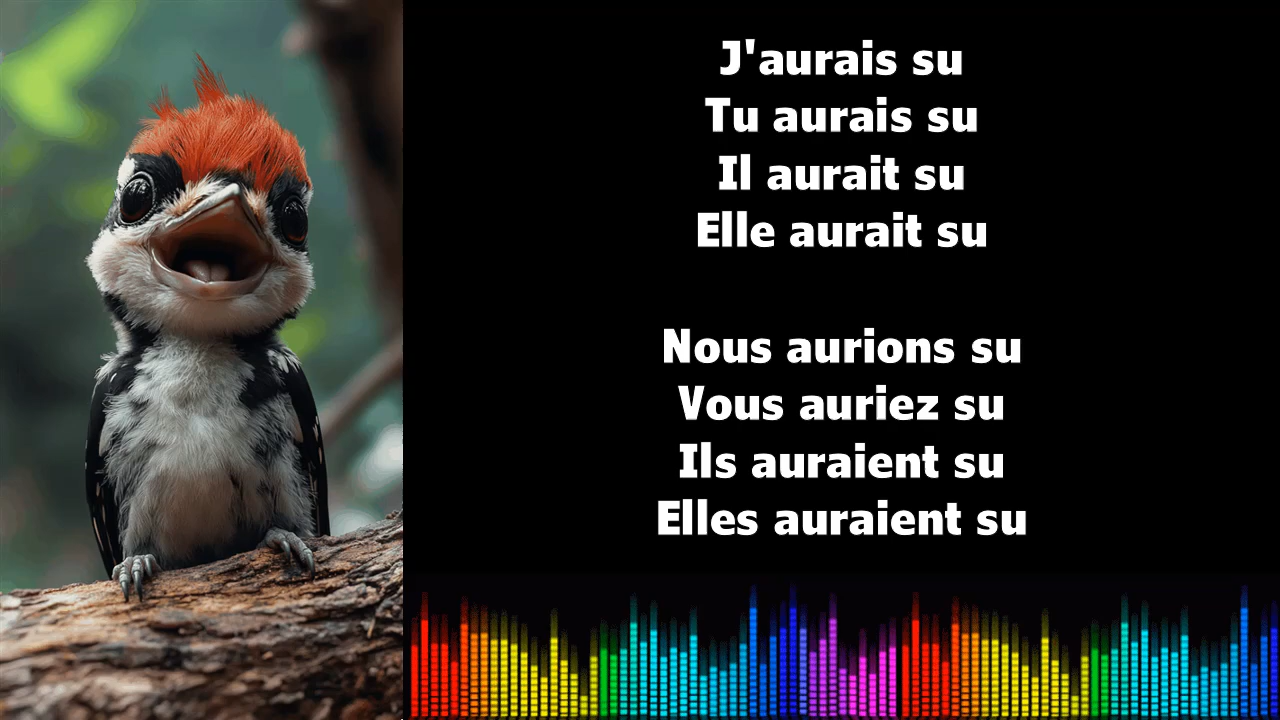 J'aurais su
Tu aurais su
Il aurait su
Elle aurait su
Nous aurions su
Vous auriez su
Ils auraient su
Elles auraient su